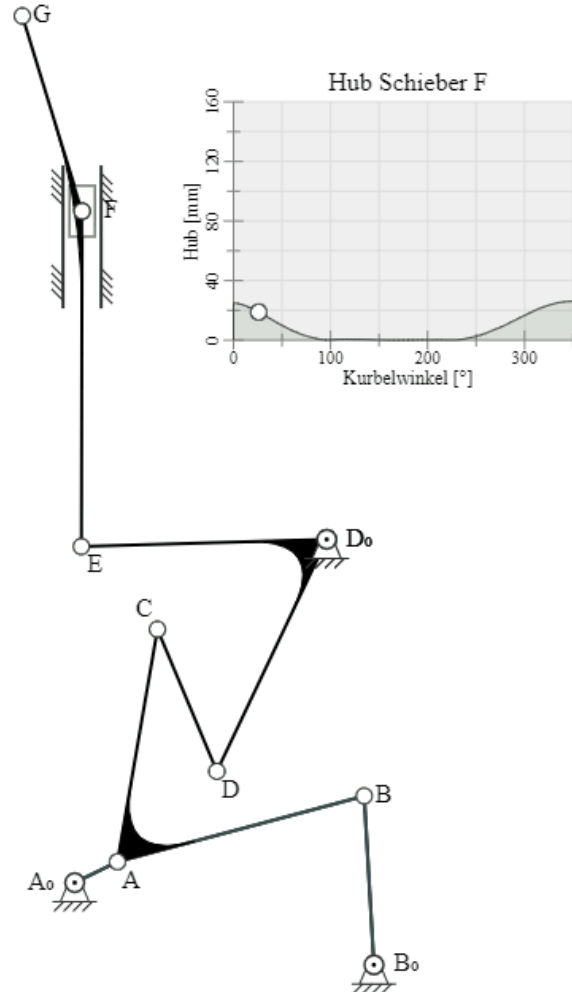 G
Hub Schieber F
160
120
80
40
0
Hub [mm]
0
100
200
300
Kurbelwinkel [°]
F
E
D₀
C
D
B
A₀
A
B₀